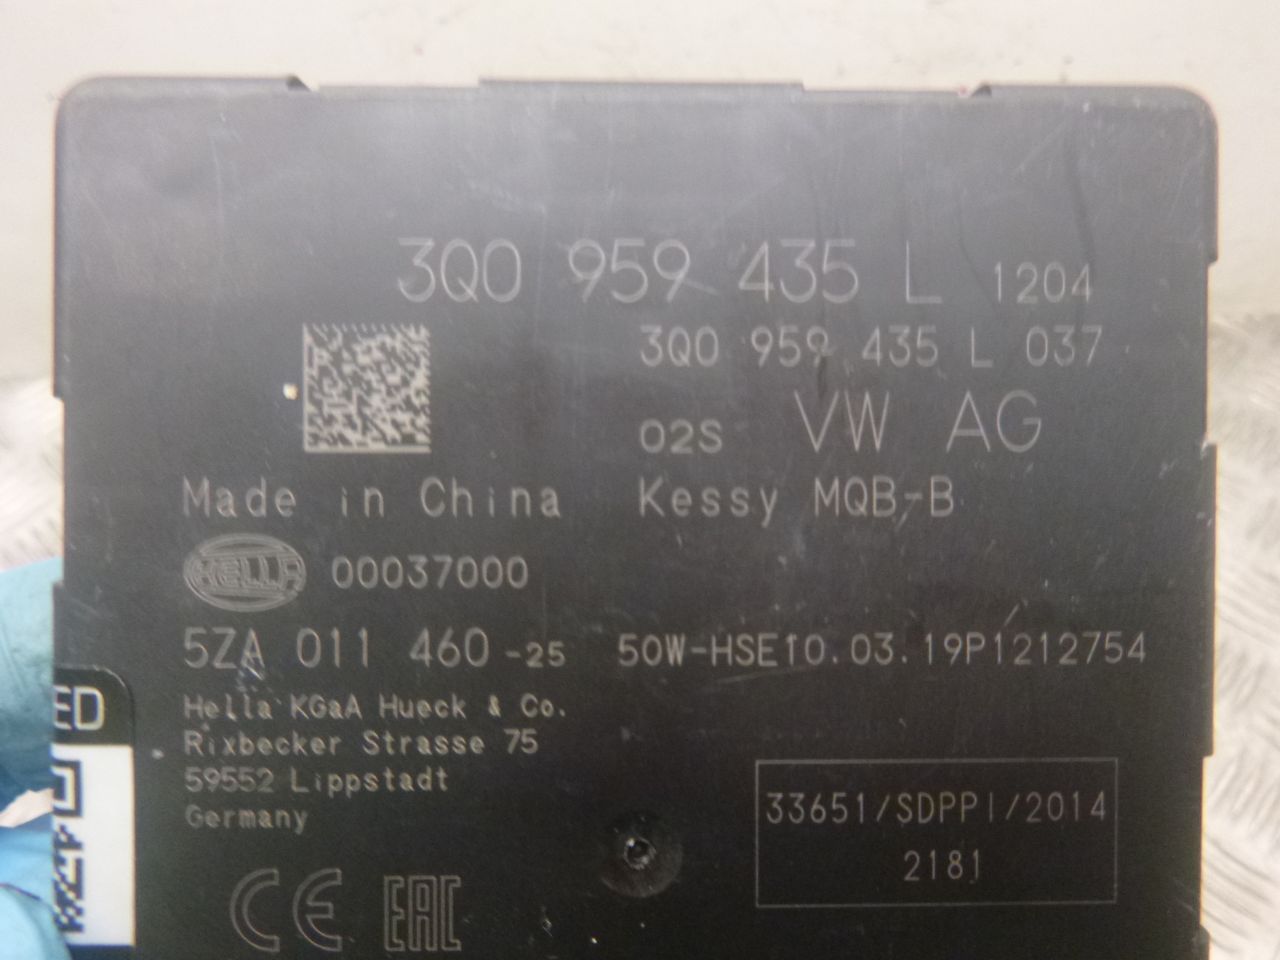 3Q0 959 435 L 1204
3Q0 959 435 L 037
02S VW AG
Made in China Kessy MQB-B
HELLA 00037000
5ZA 011 460 -25 50W-HSE10.03.19P1212754
Hella KGaA Hueck & Co.
Rixbecker Strasse 75
59552 Lippstadt
Germany
ED
33651/SDPPI/2014
2181
CE EAC